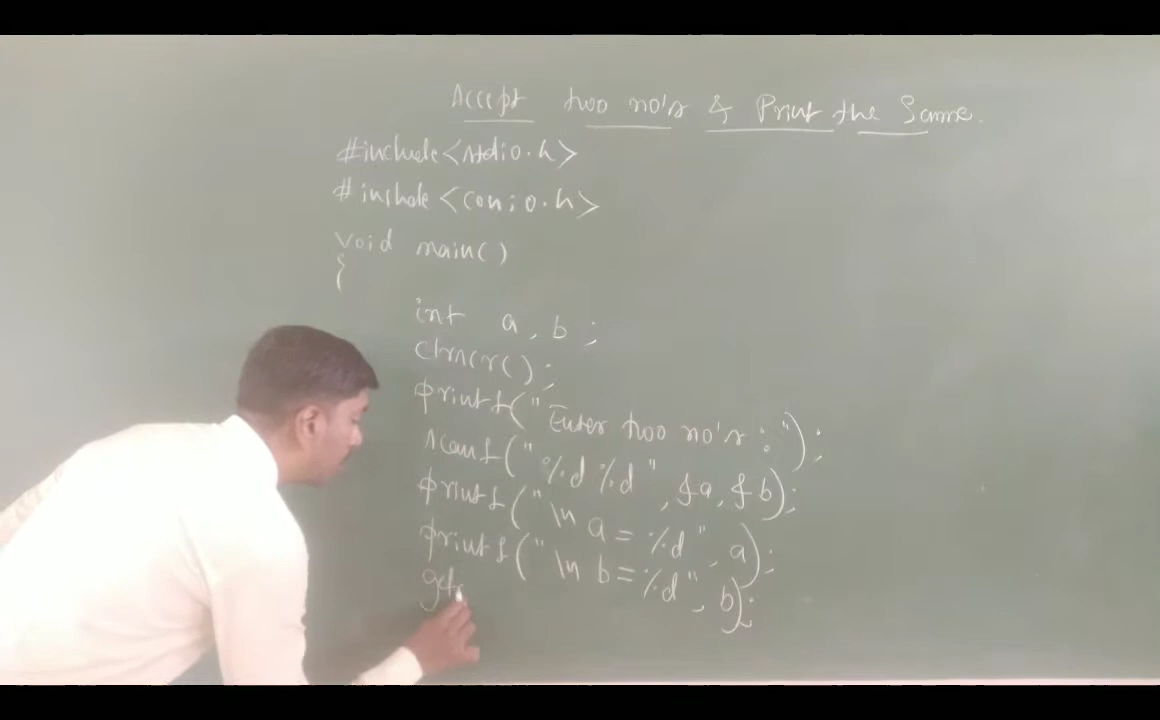 Accept two no's & Print the Same.
#include<stdio.h>
#include<conio.h>
void main()
{
int a, b;
clrscr();
printf("Enter two no's :");
scanf("%d %d", &a, &b);
printf("\n a = %d", a);
printf("\n b = %d", b);
getc